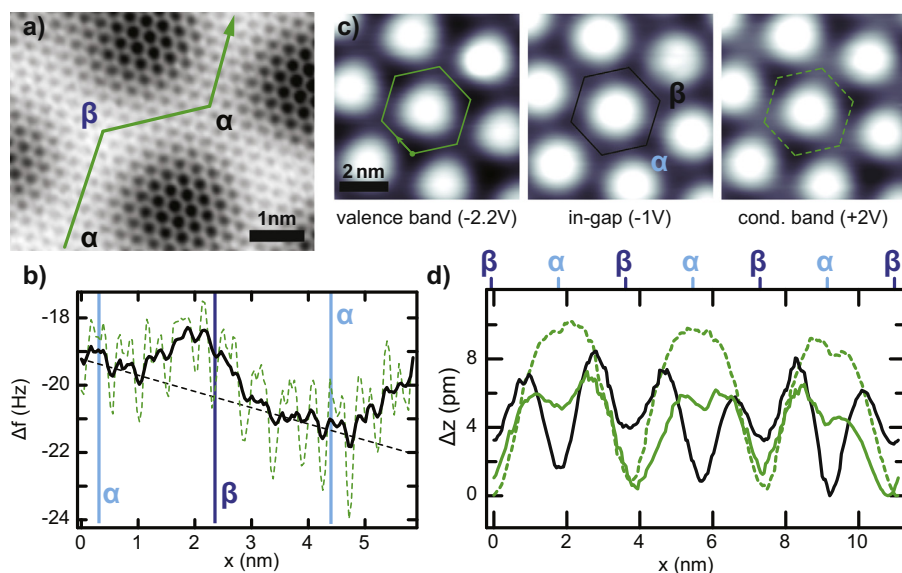 a)
β
α
α
1nm
c)
β
α
2 nm
valence band (-2.2V)
in-gap (-1V)
cond. band (+2V)
b)
-18
-20
-22
-24
Δf (Hz)
α
β
α
0 1 2 3 4 5
x (nm)
d)
β α β α β α β
8
4
0
Δz (pm)
0 2 4 6 8 10
x (nm)